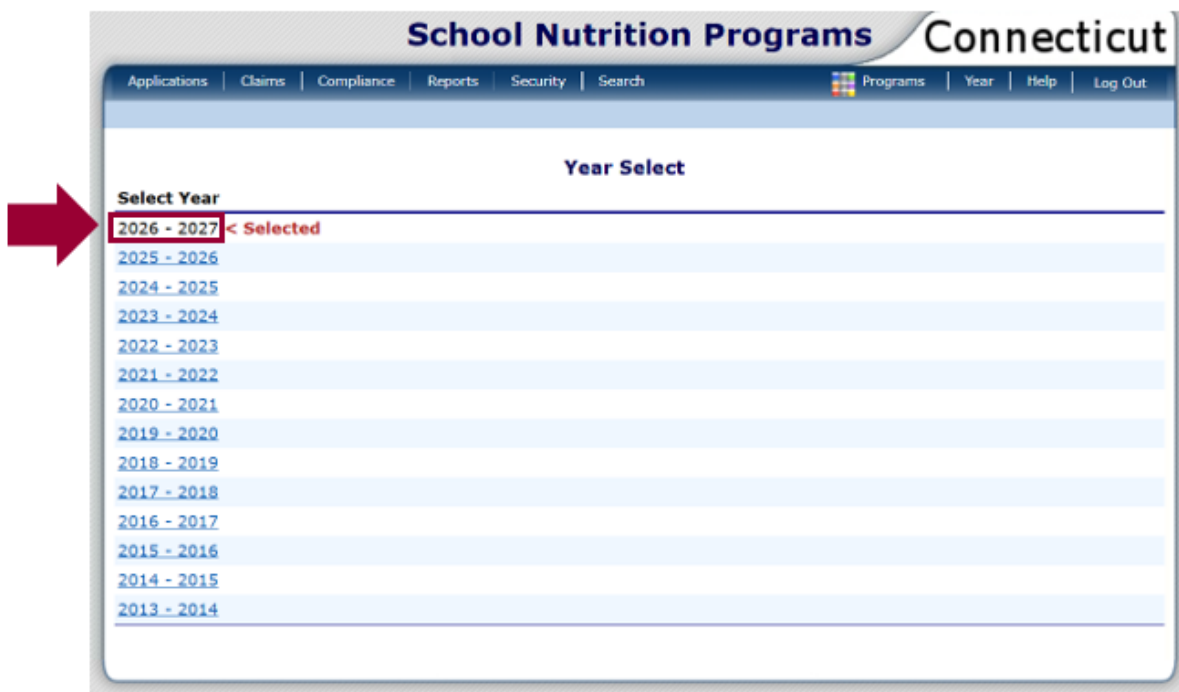 School Nutrition Programs Connecticut
Applications | Claims | Compliance | Reports | Security | Search Programs | Year | Help | Log Out
Year Select
Select Year
2026 - 2027 < Selected
2025 - 2026
2024 - 2025
2023 - 2024
2022 - 2023
2021 - 2022
2020 - 2021
2019 - 2020
2018 - 2019
2017 - 2018
2016 - 2017
2015 - 2016
2014 - 2015
2013 - 2014